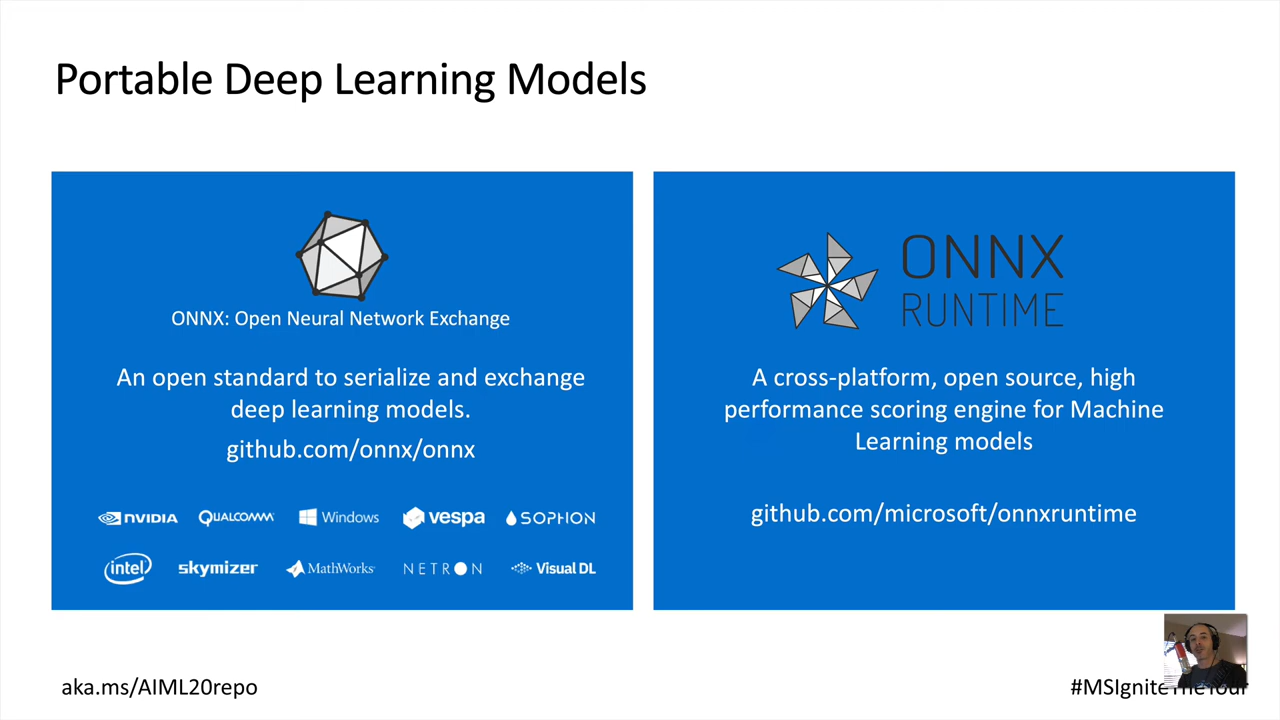 Portable Deep Learning Models
ONNX: Open Neural Network Exchange
An open standard to serialize and exchange
deep learning models.
github.com/onnx/onnx
NVIDIA QUALCOMM Windows vespa SOPHON
intel skymizer MathWorks NETRON Visual DL
ONNX
RUNTIME
A cross-platform, open source, high
performance scoring engine for Machine
Learning models
github.com/microsoft/onnxruntime
aka.ms/AIML20repo
#MSIgniteTheTour